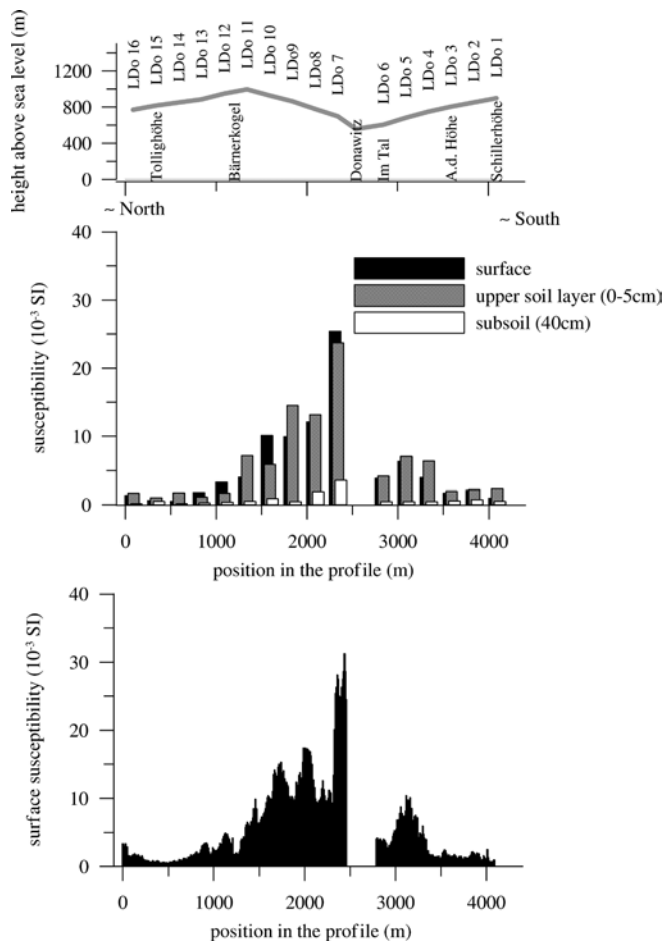 height above sea level (m)
1200
800
400
0
LDo 16
LDo 15
LDo 14
LDo 13
LDo 12
LDo 11
LDo 10
LDo9
LDo8
LDo 7
LDo 6
LDo 5
LDo 4
LDo 3
LDo 2
LDo 1
Tollighöhe
Bärnerkogel
Donawitz
Im Tal
A.d. Höhe
Schillerhöhe
~ North
~ South
susceptibility (10⁻³ SI)
40
30
20
10
0
surface
upper soil layer (0-5cm)
subsoil (40cm)
0 1000 2000 3000 4000
position in the profile (m)
surface susceptibility (10⁻³ SI)
40
30
20
10
0
0 1000 2000 3000 4000
position in the profile (m)